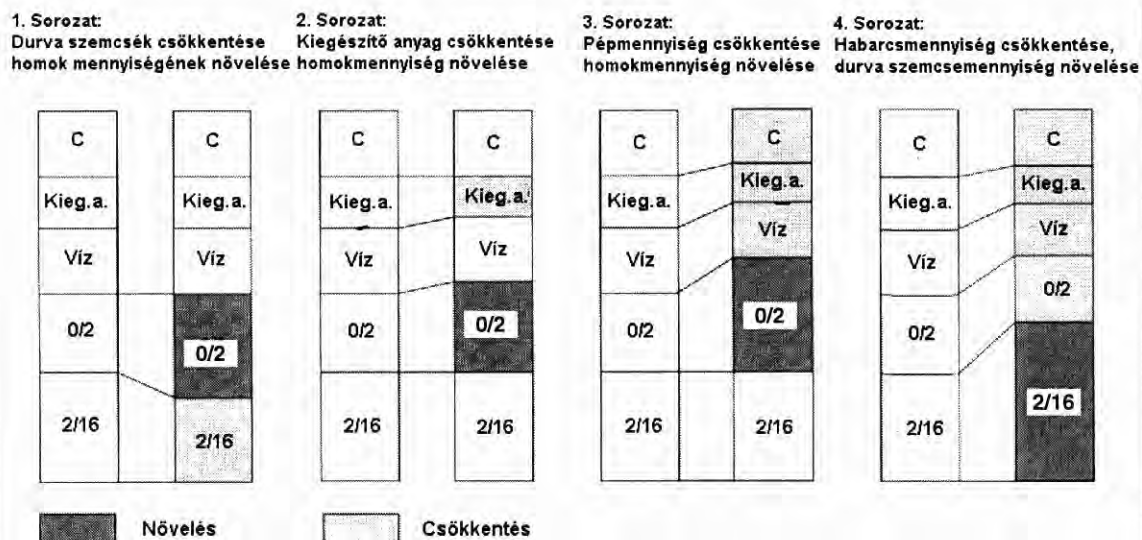 1. Sorozat:
Durva szemcsék csökkentése
homok mennyiségének növelése
2. Sorozat:
Kiegészítő anyag csökkentése
homokmennyiség növelése
3. Sorozat:
Pépmennyiség csökkentése
homokmennyiség növelése
4. Sorozat:
Habarcsmennyiség csökkentése,
durva szemcsemennyiség növelése
C
Kieg.a.
Víz
0/2
2/16
C
Kieg.a.
Víz
0/2
2/16
C
Kieg.a.
Víz
0/2
2/16
C
Kieg.a.
Víz
0/2
2/16
C
Kieg.a.
Víz
0/2
2/16
C
Kieg.a.
Víz
0/2
2/16
C
Kieg.a.
Víz
0/2
2/16
C
Kieg.a.
Víz
0/2
2/16
Növelés
Csökkentés